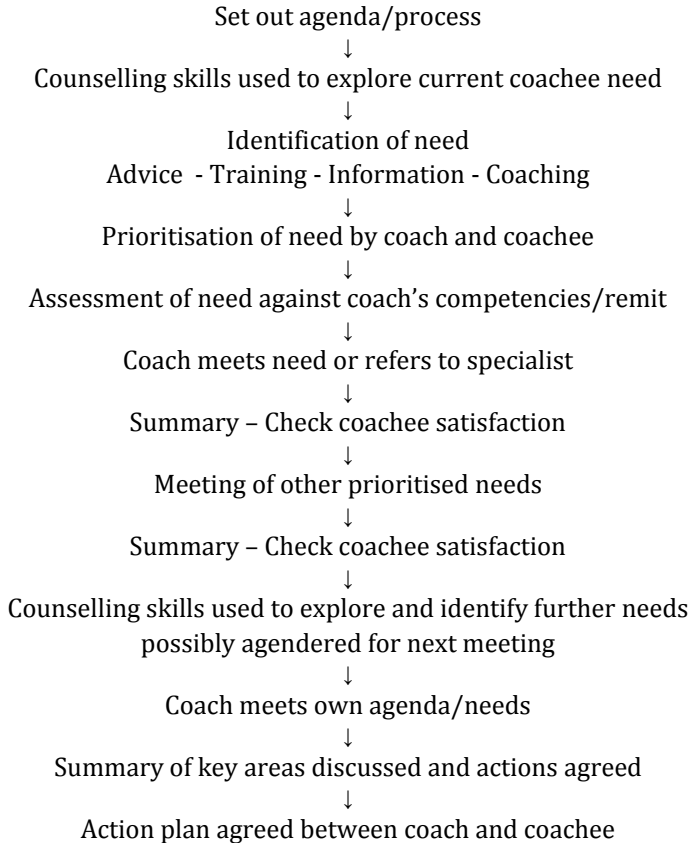 Set out agenda/process
↓
Counselling skills used to explore current coachee need
↓
Identification of need
Advice - Training - Information - Coaching
↓
Prioritisation of need by coach and coachee
↓
Assessment of need against coach’s competencies/remit
↓
Coach meets need or refers to specialist
↓
Summary – Check coachee satisfaction
↓
Meeting of other prioritised needs
↓
Summary – Check coachee satisfaction
↓
Counselling skills used to explore and identify further needs
possibly agendered for next meeting
↓
Coach meets own agenda/needs
↓
Summary of key areas discussed and actions agreed
↓
Action plan agreed between coach and coachee